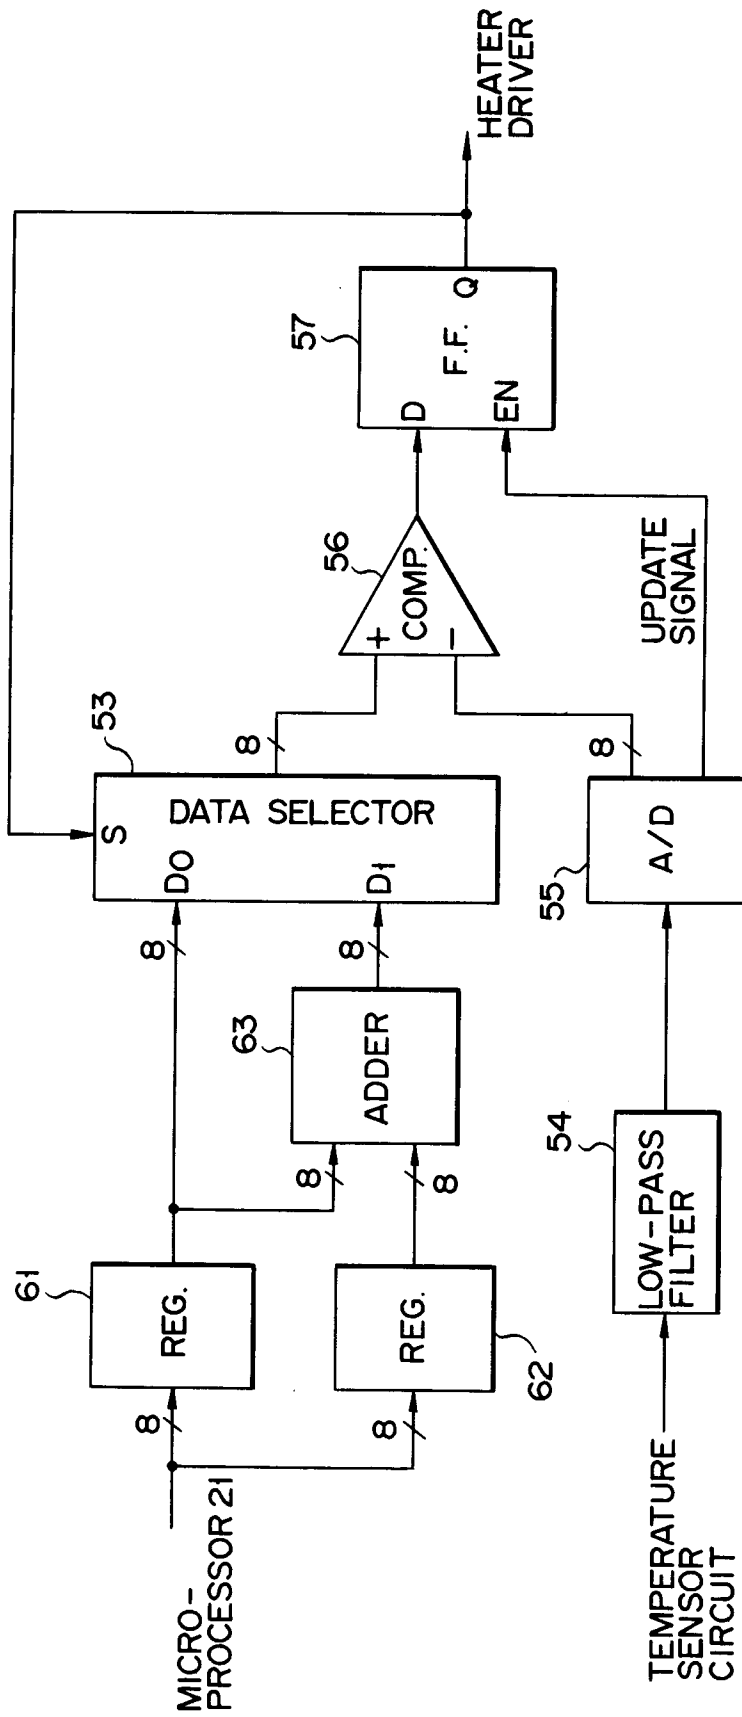 MICRO-
PROCESSOR 21
8
61
REG.
62
REG.
8
8
63
ADDER
8
8
53
S
D0
D1
DATA SELECTOR
8
56
+
-
COMP.
57
D
EN
F.F.
Q
HEATER
DRIVER
TEMPERATURE
SENSOR
CIRCUIT
54
LOW-PASS
FILTER
55
A/D
8
UPDATE
SIGNAL